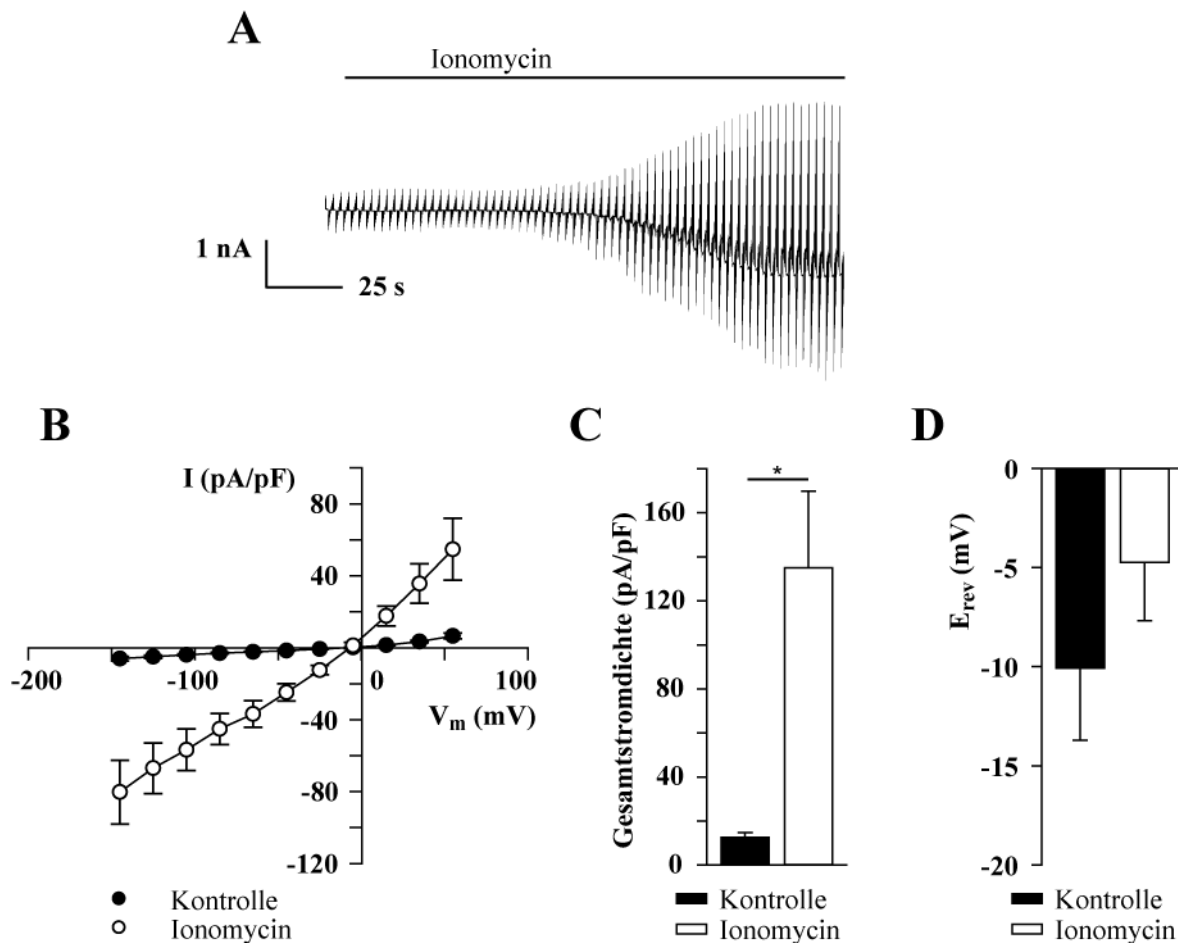 A
Ionomycin
1 nA
25 s
B
I (pA/pF)
80
40
-200
-100
0
100
V_m (mV)
-40
-80
-120
Kontrolle
Ionomycin
C
*
Gesamtstromdichte (pA/pF)
160
120
80
40
0
Kontrolle
Ionomycin
D
E_rev (mV)
0
-5
-10
-15
-20
Kontrolle
Ionomycin